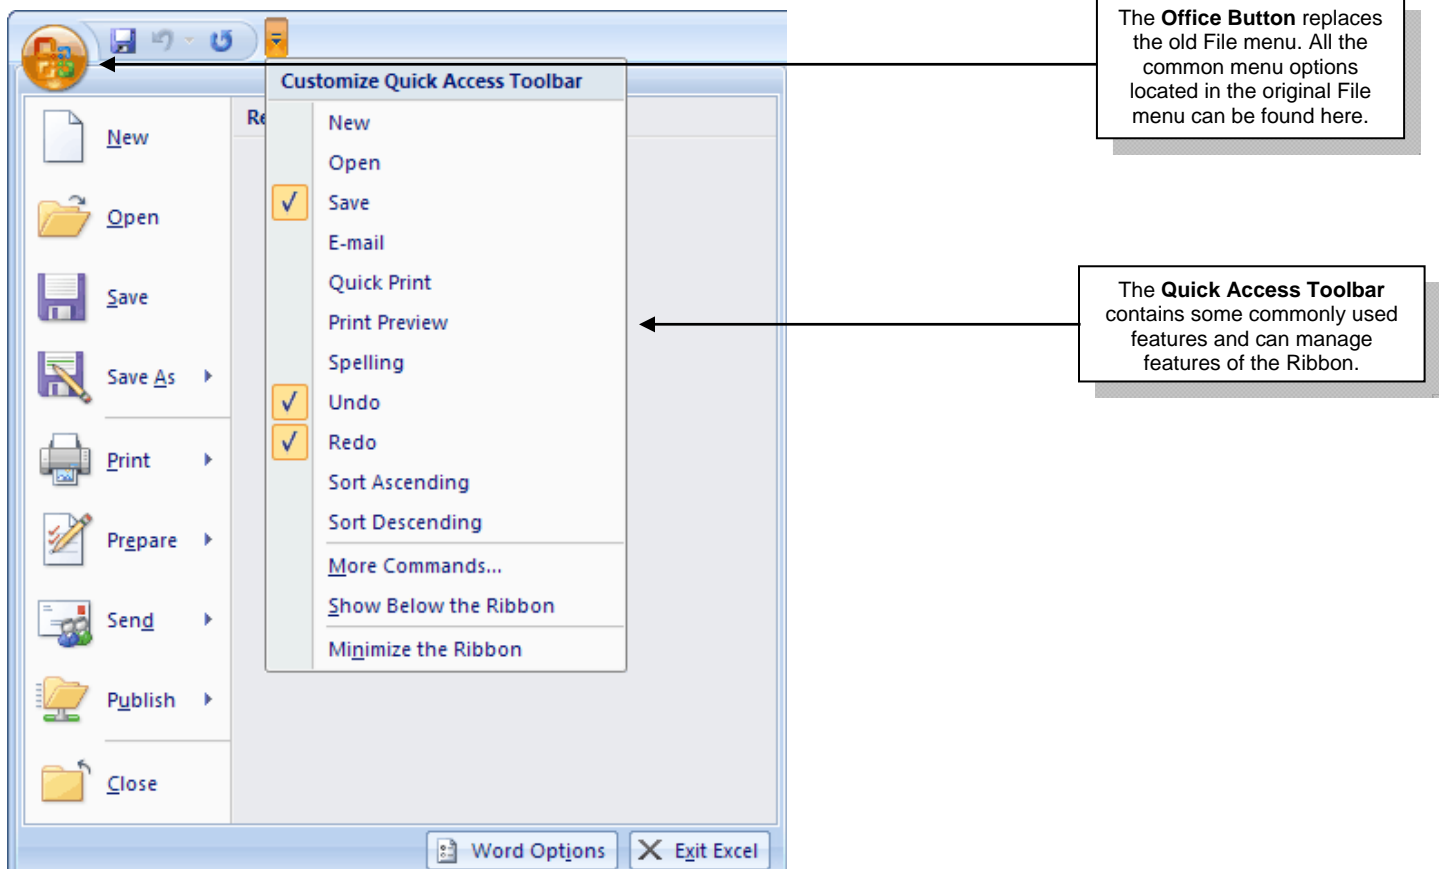 The Office Button replaces
the old File menu. All the
common menu options
located in the original File
menu can be found here.
Customize Quick Access Toolbar
Re
New
Open
Save
E-mail
Quick Print
Print Preview
Spelling
Undo
Redo
Sort Ascending
Sort Descending
More Commands...
Show Below the Ribbon
Minimize the Ribbon
New
Open
Save
Save As
Print
Prepare
Send
Publish
Close
The Quick Access Toolbar
contains some commonly used
features and can manage
features of the Ribbon.
Word Options
Exit Excel